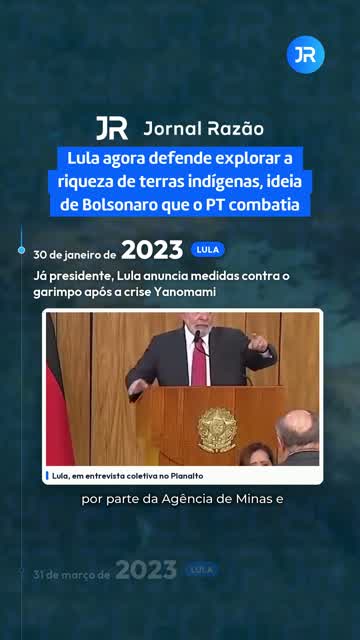 JR
JR Jornal Razão
Lula agora defende explorar a
riqueza de terras indígenas, ideia
de Bolsonaro que o PT combatia
30 de janeiro de 2023 LULA
Já presidente, Lula anuncia medidas contra o
garimpo após a crise Yanomami
Lula, em entrevista coletiva no Planalto
por parte da Agência de Minas e
31 de março de 2023 LULA